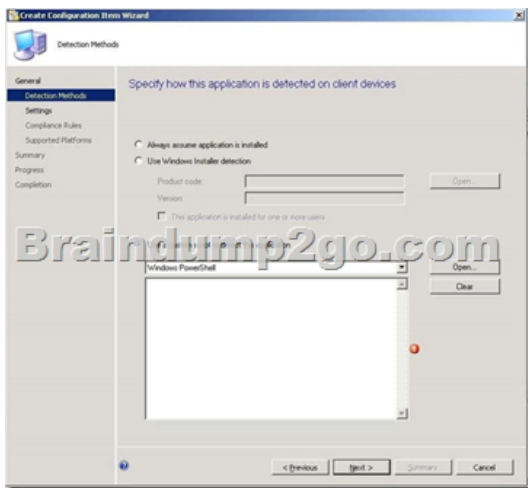 Create Configuration Item Wizard
Detection Methods
General
Detection Methods
Settings
Compliance Rules
Supported Platforms
Summary
Progress
Completion
Specify how this application is detected on client devices
Always assume application is installed
Use Windows Installer detection
Product code:
Open...
Version:
This application is installed for one or more users
Braindump2go.com
Windows PowerShell
Open...
Clear
< Previous
Next >
Summary
Cancel